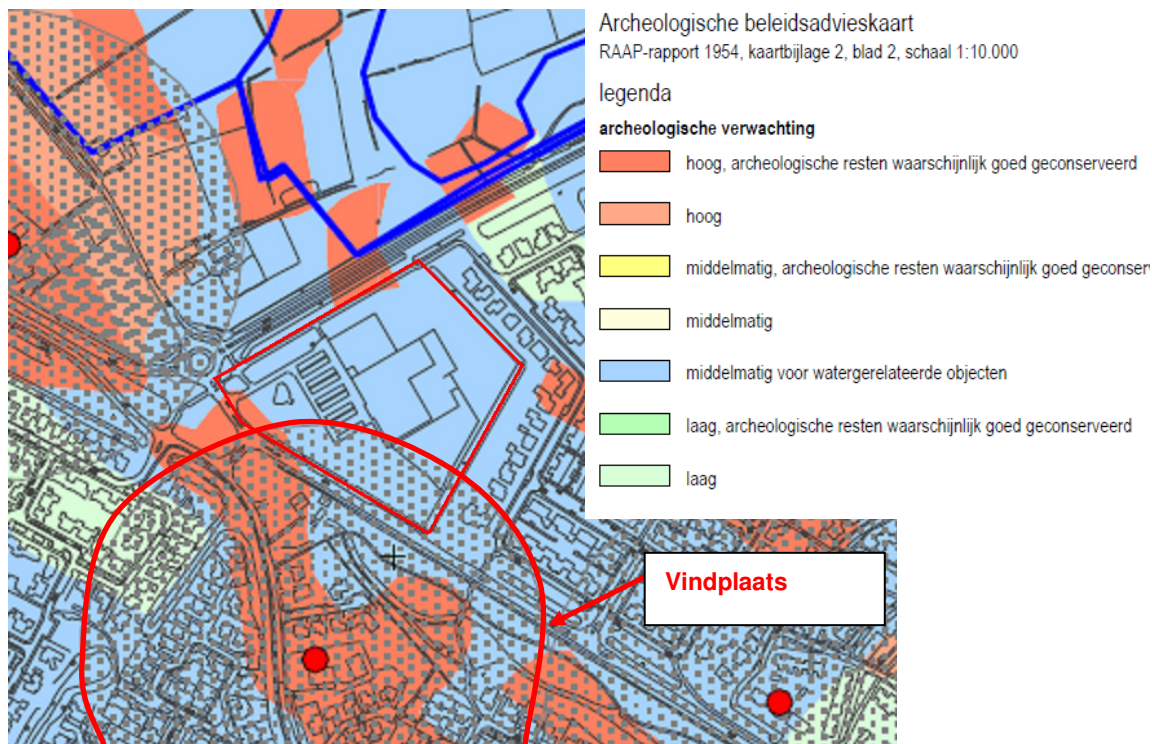 Archeologische beleidsadvieskaart
RAAP-rapport 1954, kaartbijlage 2, blad 2, schaal 1:10.000
legenda
archeologische verwachting
hoog, archeologische resten waarschijnlijk goed geconserveerd
hoog
middelmatig, archeologische resten waarschijnlijk goed geconserv
middelmatig
middelmatig voor watergerelateerde objecten
laag, archeologische resten waarschijnlijk goed geconserveerd
laag
Vindplaats